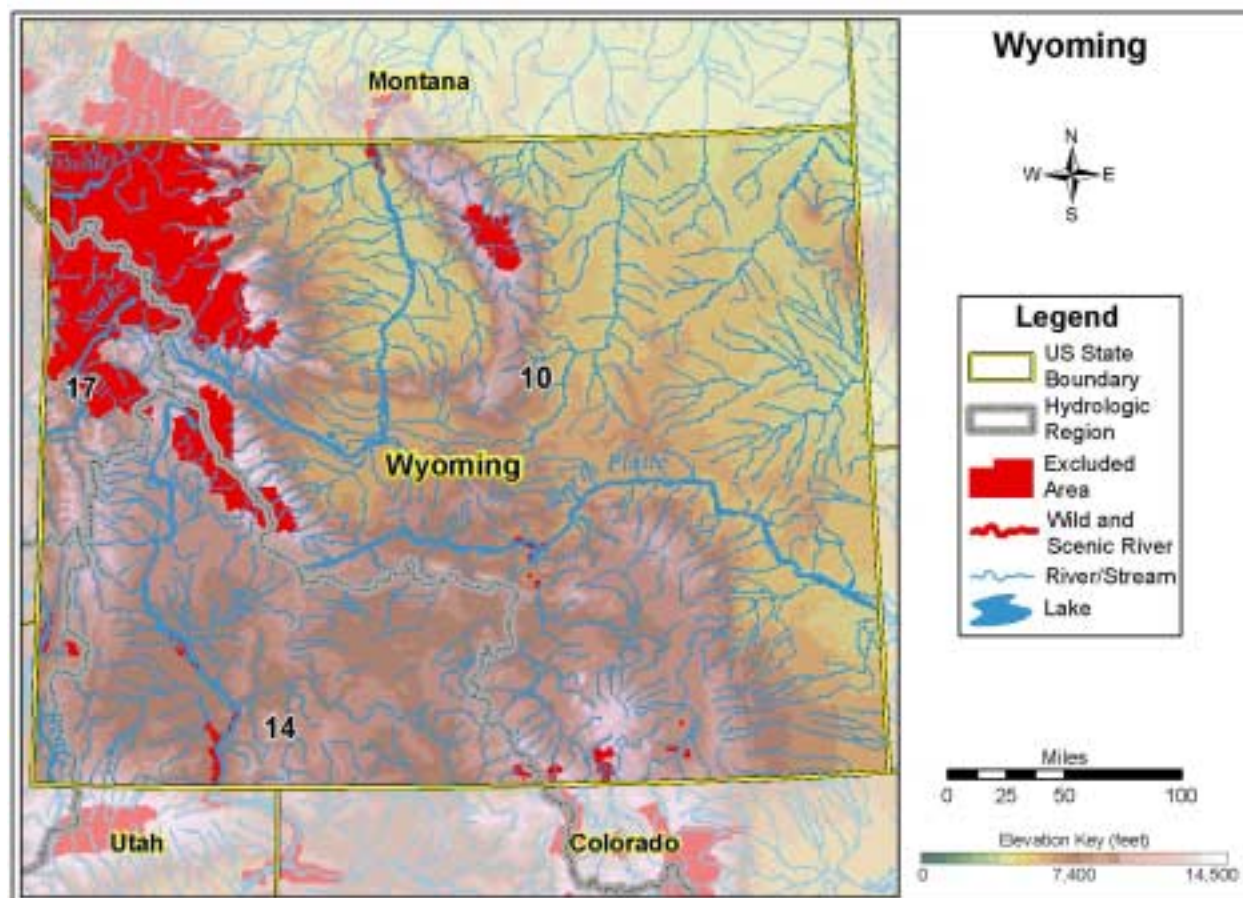 Wyoming
Montana
N
W E
S
Lake
17
10
Wyoming
Platte
14
Utah
Colorado
Legend
US State
Boundary
Hydrologic
Region
Excluded
Area
Wild and
Scenic River
River/Stream
Lake
Miles
0 25 50 100
Elevation Key (feet)
0 7,400 14,500